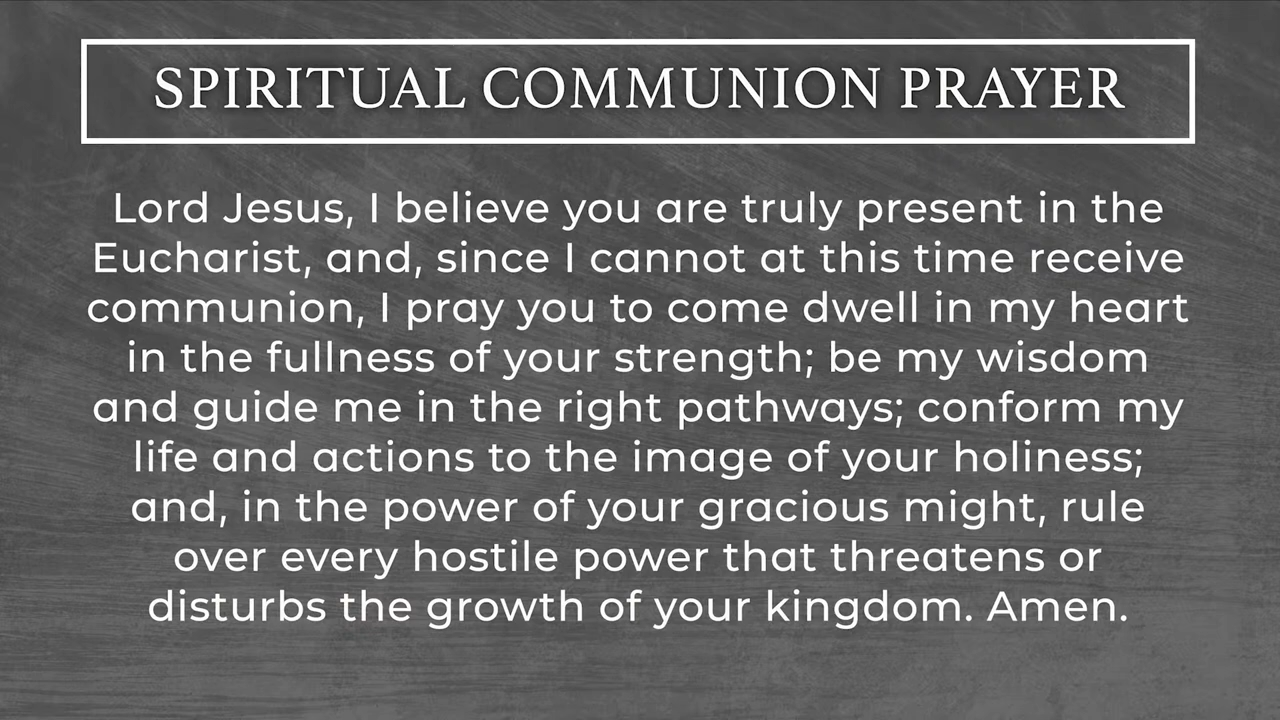 SPIRITUAL COMMUNION PRAYER
Lord Jesus, I believe you are truly present in the
Eucharist, and, since I cannot at this time receive
communion, I pray you to come dwell in my heart
in the fullness of your strength; be my wisdom
and guide me in the right pathways; conform my
life and actions to the image of your holiness;
and, in the power of your gracious might, rule
over every hostile power that threatens or
disturbs the growth of your kingdom. Amen.